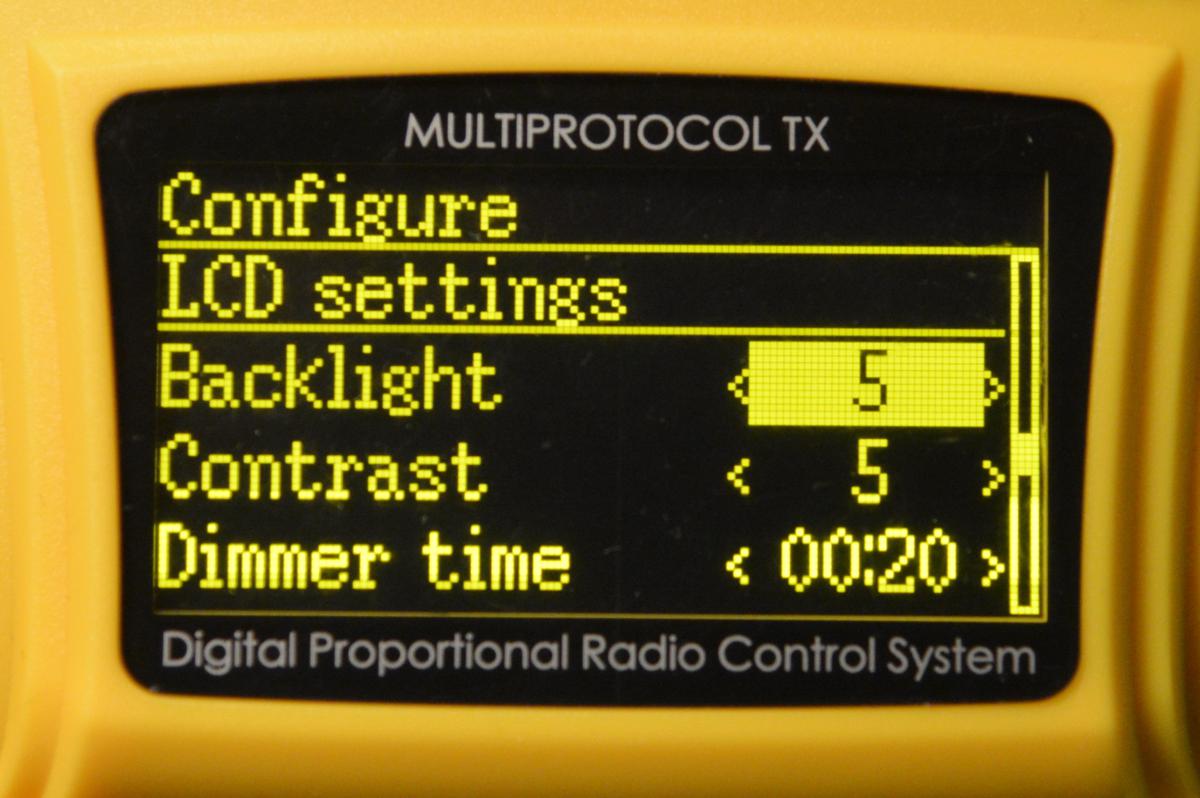 MULTIPROTOCOL TX
Configure
LCD settings
Backlight < 5 >
Contrast < 5 >
Dimmer time < 00:20 >
Digital Proportional Radio Control System